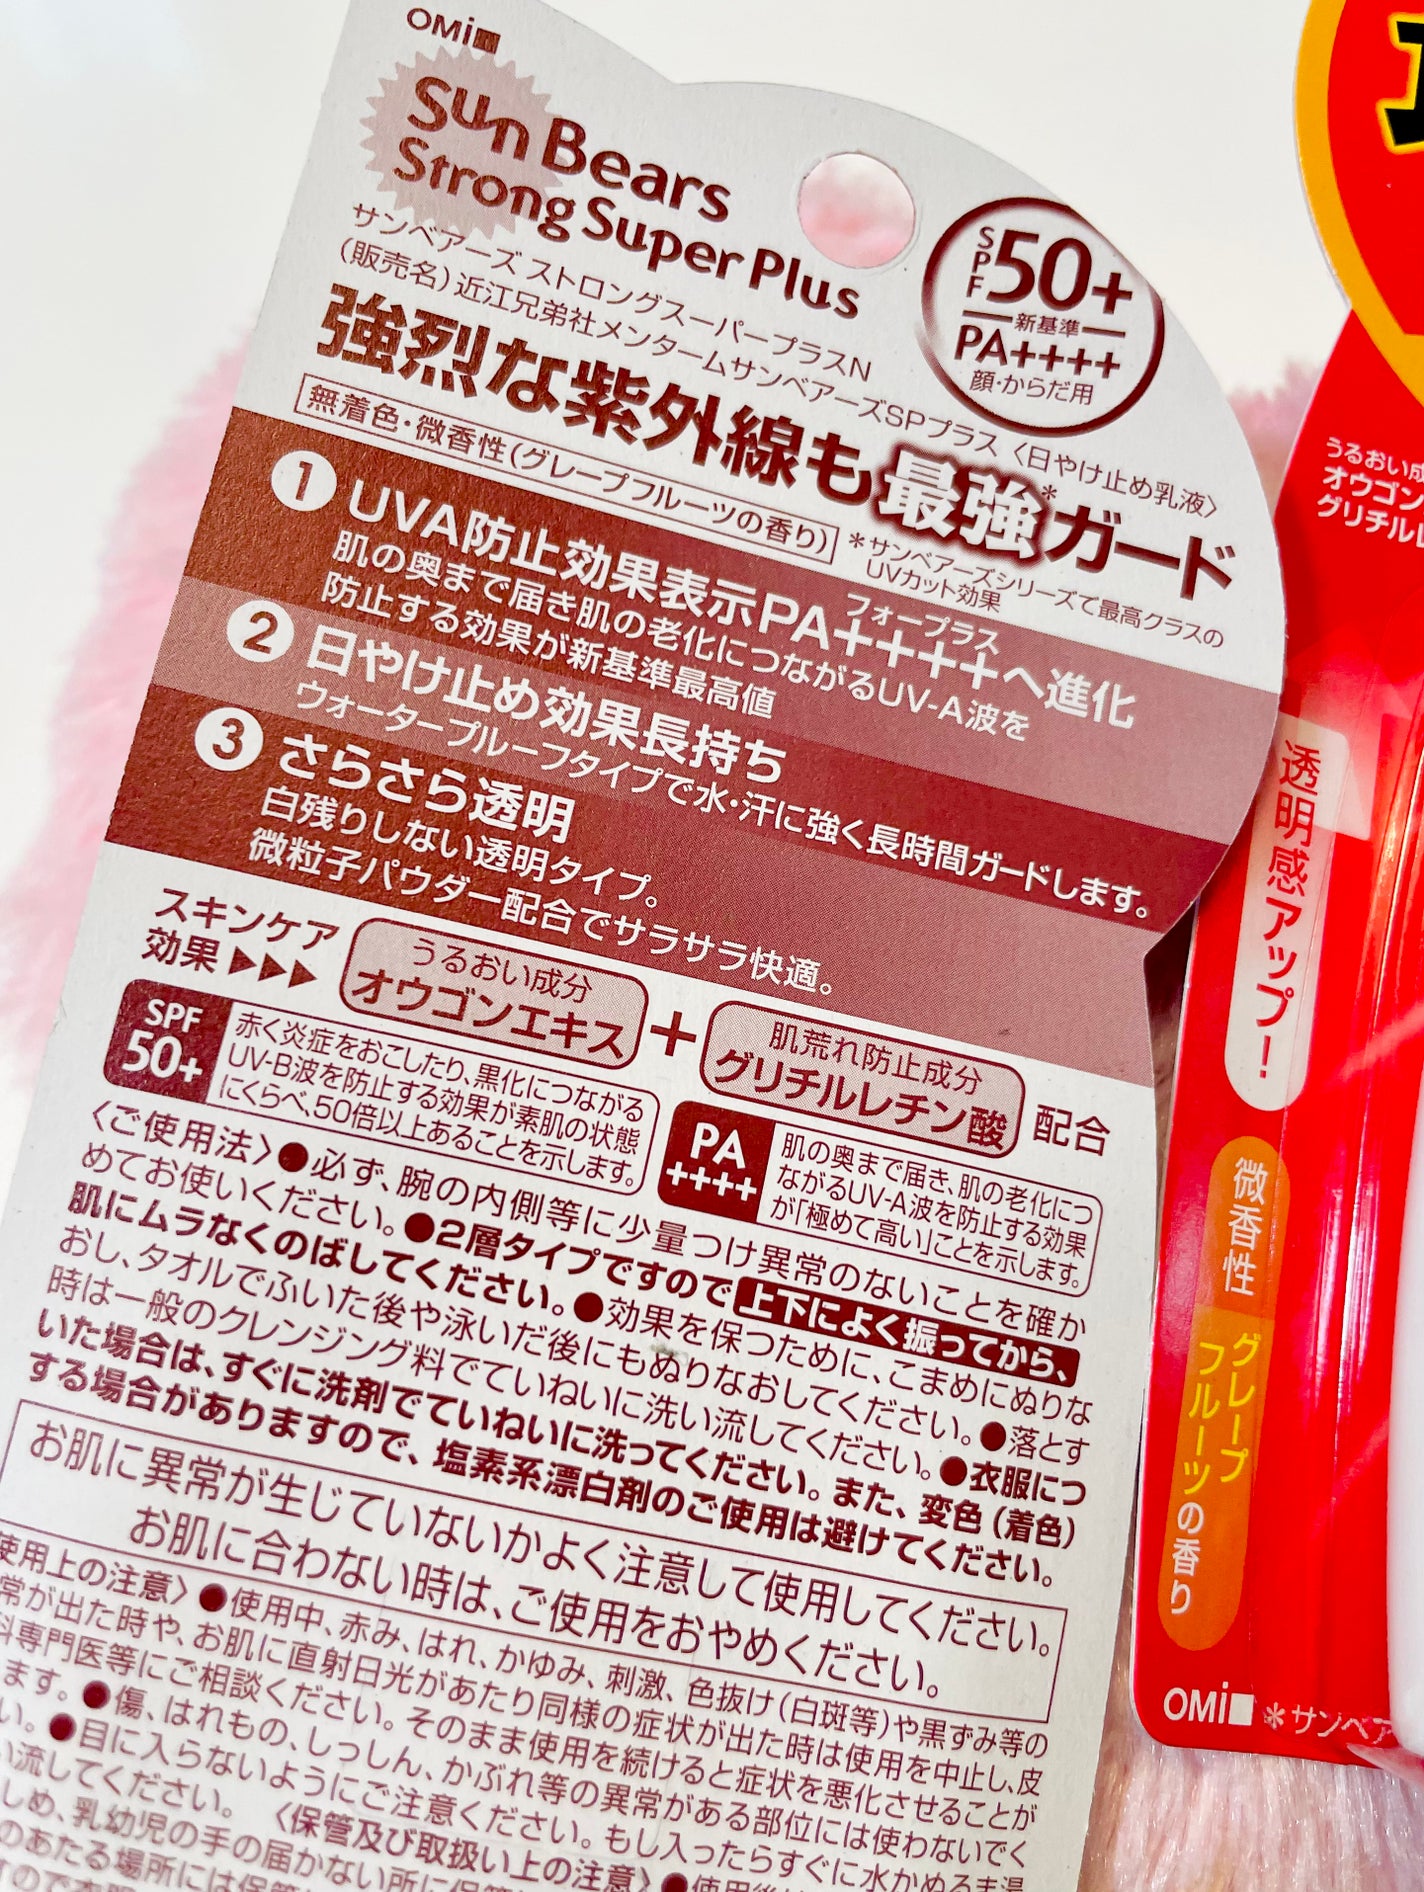 OMi
Sun Bears
Strong Super Plus
サンベアーズ ストロングスーパープラスN
(販売名)近江兄弟社メンタームサンベアーズSPプラス〈日やけ止め乳液〉
SPF50+
新基準
PA++++
顔・からだ用
強烈な紫外線も最強*ガード
無着色・微香性(グレープフルーツの香り)
*サンベアーズシリーズで最高クラスの
UVカット効果
1 UVA防止効果表示PA++++へ進化
フォープラス
肌の奥まで届き肌の老化につながるUV-A波を
防止する効果が新基準最高値
2 日やけ止め効果長持ち
ウォータープルーフタイプで水・汗に強く長時間ガードします。
3 さらさら透明
白残りしない透明タイプ。
微粒子パウダー配合でサラサラ快適。
スキンケア
効果▶▶▶
うるおい成分
オウゴンエキス
+
肌荒れ防止成分
グリチルレチン酸
配合
SPF
50+
赤く炎症をおこしたり、黒化につながる
UV-B波を防止する効果が素肌の状態
にくらべ、50倍以上あることを示します。
PA
++++
肌の奥まで届き、肌の老化につ
ながるUV-A波を防止する効果
が「極めて高い」ことを示します。
〈ご使用法〉●必ず、腕の内側等に少量つけ異常のないことを確か
めてお使いください。●2層タイプですので上下によく振ってから、
肌にムラなくのばしてください。●効果を保つために、こまめにぬりな
おし、タオルでふいた後や泳いだ後にもぬりなおしてください。●落とす
時は一般のクレンジング料でていねいに洗い流してください。●衣服につ
いた場合は、すぐに洗剤でていねいに洗ってください。また、変色(着色)
する場合がありますので、塩素系漂白剤のご使用は避けてください。
お肌に異常が生じていないかよく注意して使用してください。
お肌に合わない時は、ご使用をおやめください。
使用上の注意〉●使用中、赤み、はれ、かゆみ、刺激、色抜け(白斑等)や黒ずみ等の
常が出た時や、お肌に直射日光があたり同様の症状が出た時は使用を中止し、皮
科専門医等にご相談ください。そのまま使用を続けると症状を悪化させることが
ます。●傷、はれもの、しっしん、かぶれ等の異常がある部位には使わないでく
い。●目に入らないようにご注意ください。もし入ったらすぐに水かぬるま湯
い流してください。〈保管及び取扱い上の注意〉●使用後は
しめ、乳幼児の手の届かない所に保管
のあたる場所には保管
うるおい成
オウゴン
グリチルレ
透明感アップ!
微香性
グレープ
フルーツの香り
OMi
*サンベア